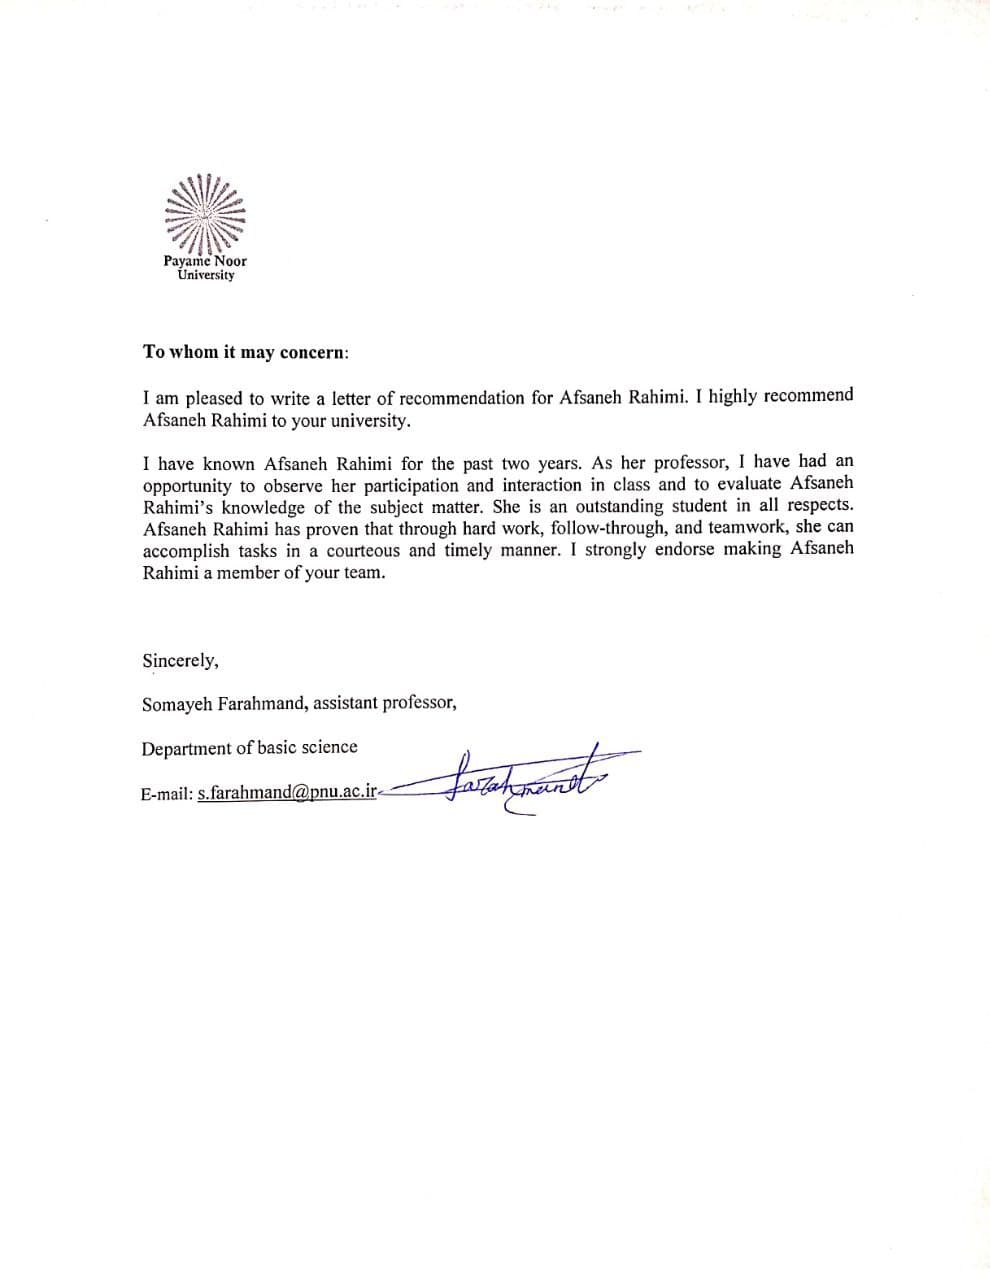 Payame Noor
University
To whom it may concern:
I am pleased to write a letter of recommendation for Afsaneh Rahimi. I highly recommend
Afsaneh Rahimi to your university.
I have known Afsaneh Rahimi for the past two years. As her professor, I have had an
opportunity to observe her participation and interaction in class and to evaluate Afsaneh
Rahimi's knowledge of the subject matter. She is an outstanding student in all respects.
Afsaneh Rahimi has proven that through hard work, follow-through, and teamwork, she can
accomplish tasks in a courteous and timely manner. I strongly endorse making Afsaneh
Rahimi a member of your team.
Sincerely,
Somayeh Farahmand, assistant professor,
Department of basic science
E-mail: s.farahmand@pnu.ac.ir
farahmand